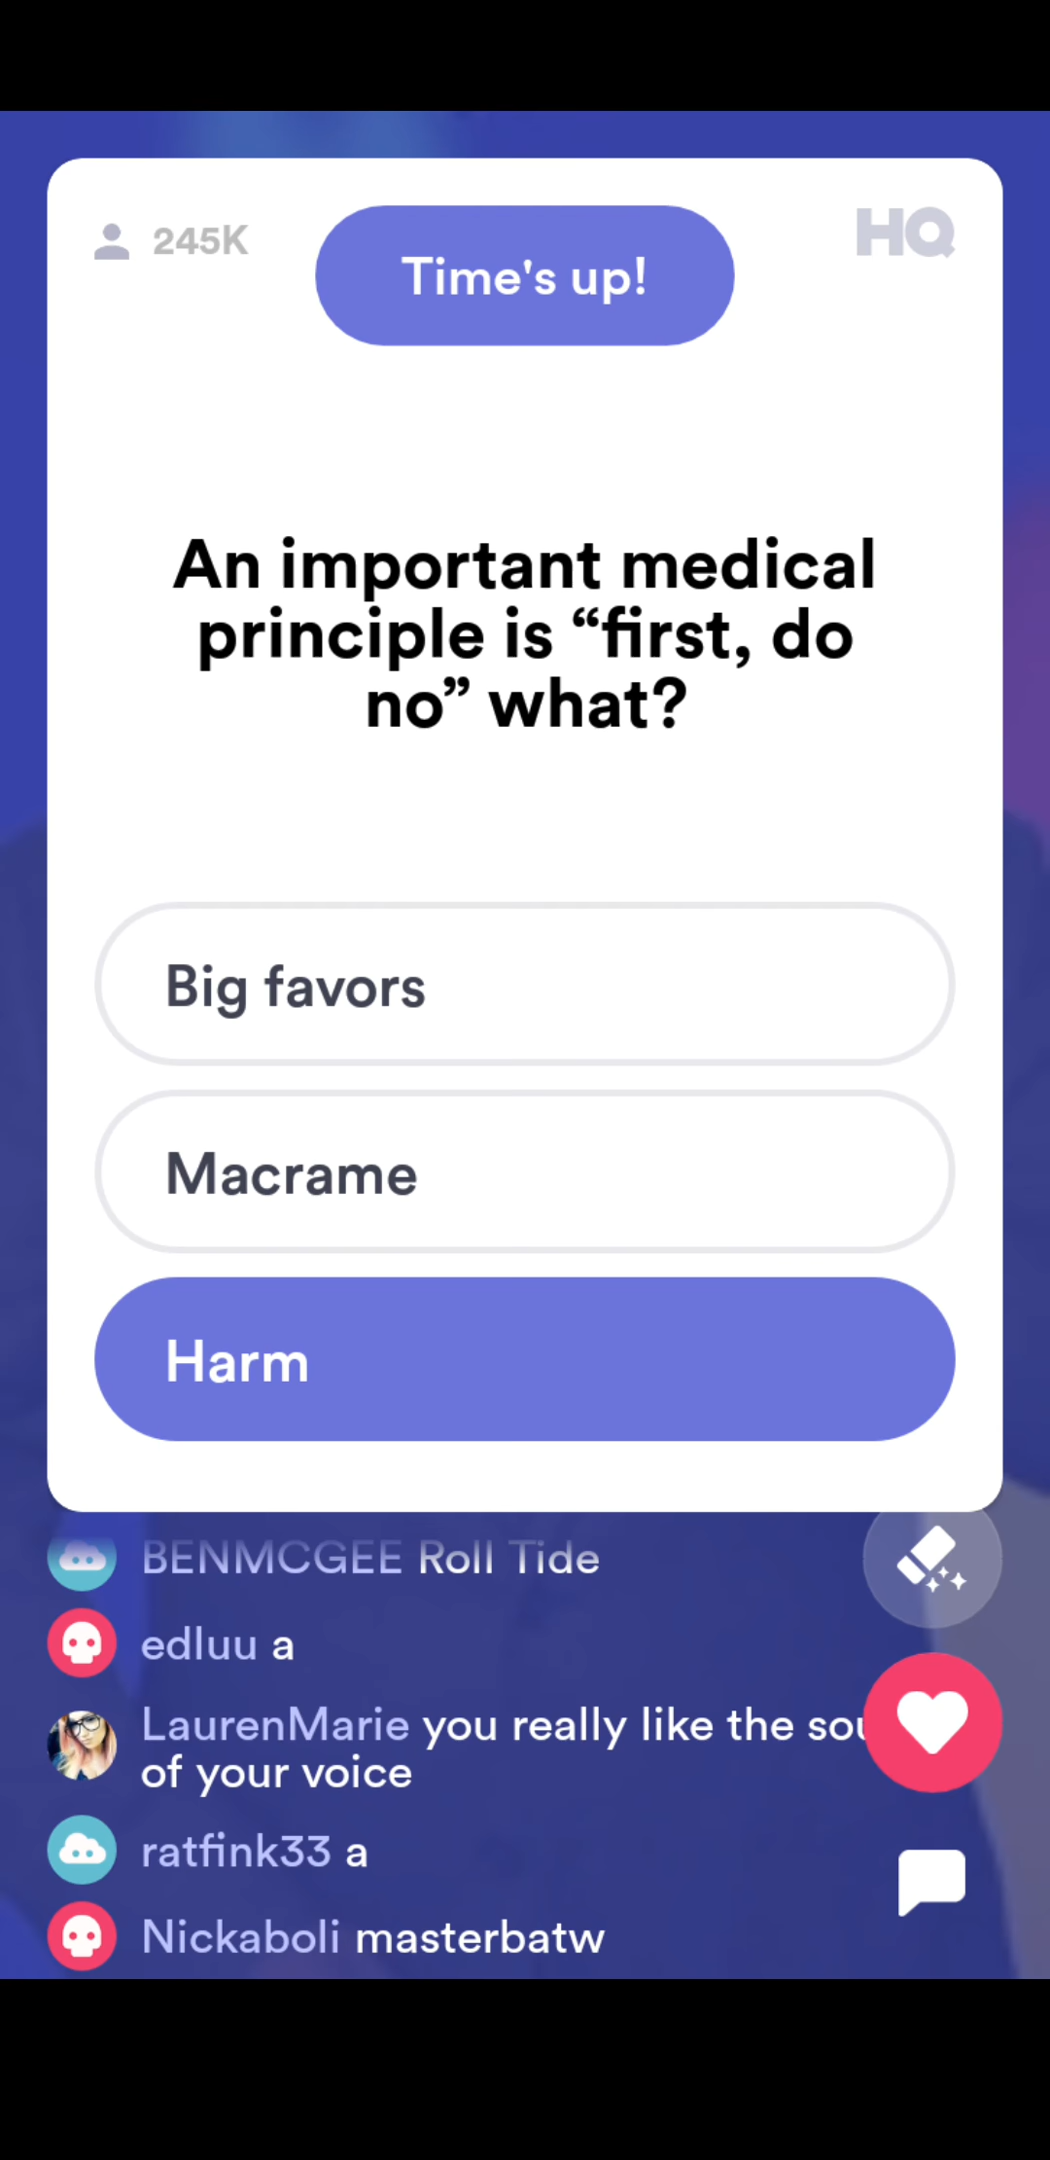 245K
Time's up!
HQ
An important medical
principle is “first, do
no” what?
Big favors
Macrame
Harm
BENMCGEE Roll Tide
edluu a
LaurenMarie you really like the
of your voice
ratfink33 a
Nickaboli masterbatw